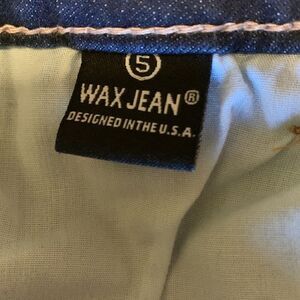 5
WAX JEAN®
DESIGNED IN THE U.S.A.